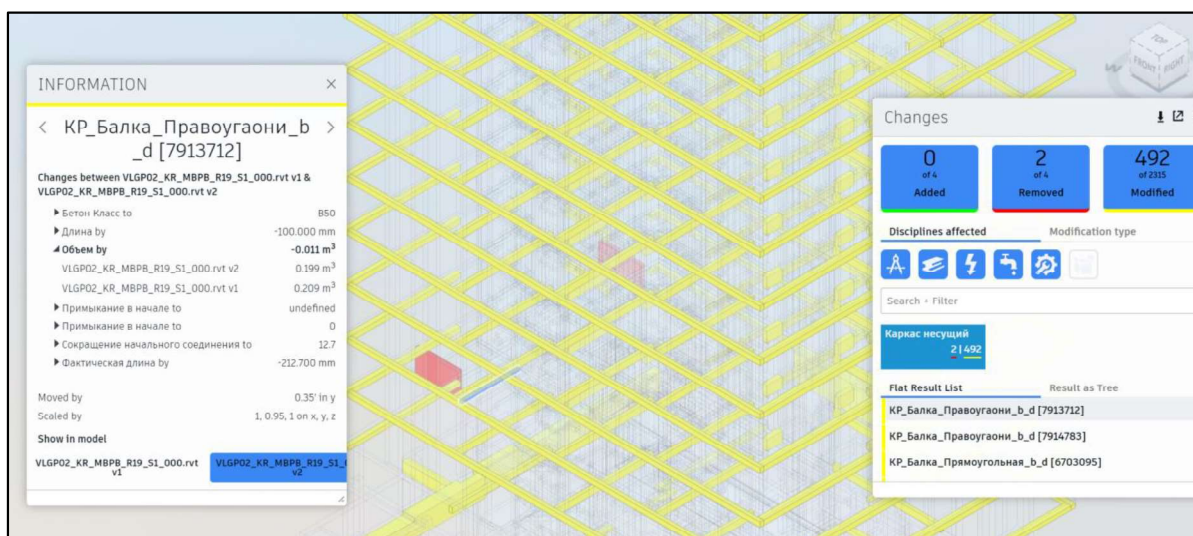 INFORMATION
КР_Балка_Правоугаони_b
_d [7913712]
Changes between VLGP02_KR_MBPB_R19_S1_000.rvt v1 &
VLGP02_KR_MBPB_R19_S1_000.rvt v2
Бетон Класс to B50
Длина by -100.000 mm
Объем by -0.011 m³
VLGP02_KR_MBPB_R19_S1_000.rvt v2 0.199 m³
VLGP02_KR_MBPB_R19_S1_000.rvt v1 0.209 m³
Примыкание в начале to undefined
Примыкание в начале to 0
Сокращение начального соединения to 12.7
Фактическая длина by -212.700 mm
Moved by 0.35' in y
Scaled by 1, 0.95, 1 on x, y, z
Show in model
VLGP02_KR_MBPB_R19_S1_000.rvt
v1
VLGP02_KR_MBPB_R19_S1_
v2
TOP
FRONT RIGHT
W
Changes
0 2 492
of 4 of 4 of 2315
Added Removed Modified
Disciplines affected Modification type
Search + Filter
Каркас несущий
2 | 492
Flat Result List Result as Tree
КР_Балка_Правоугаони_b_d [7913712]
КР_Балка_Правоугаони_b_d [7914783]
КР_Балка_Прямоугольная_b_d [6703095]